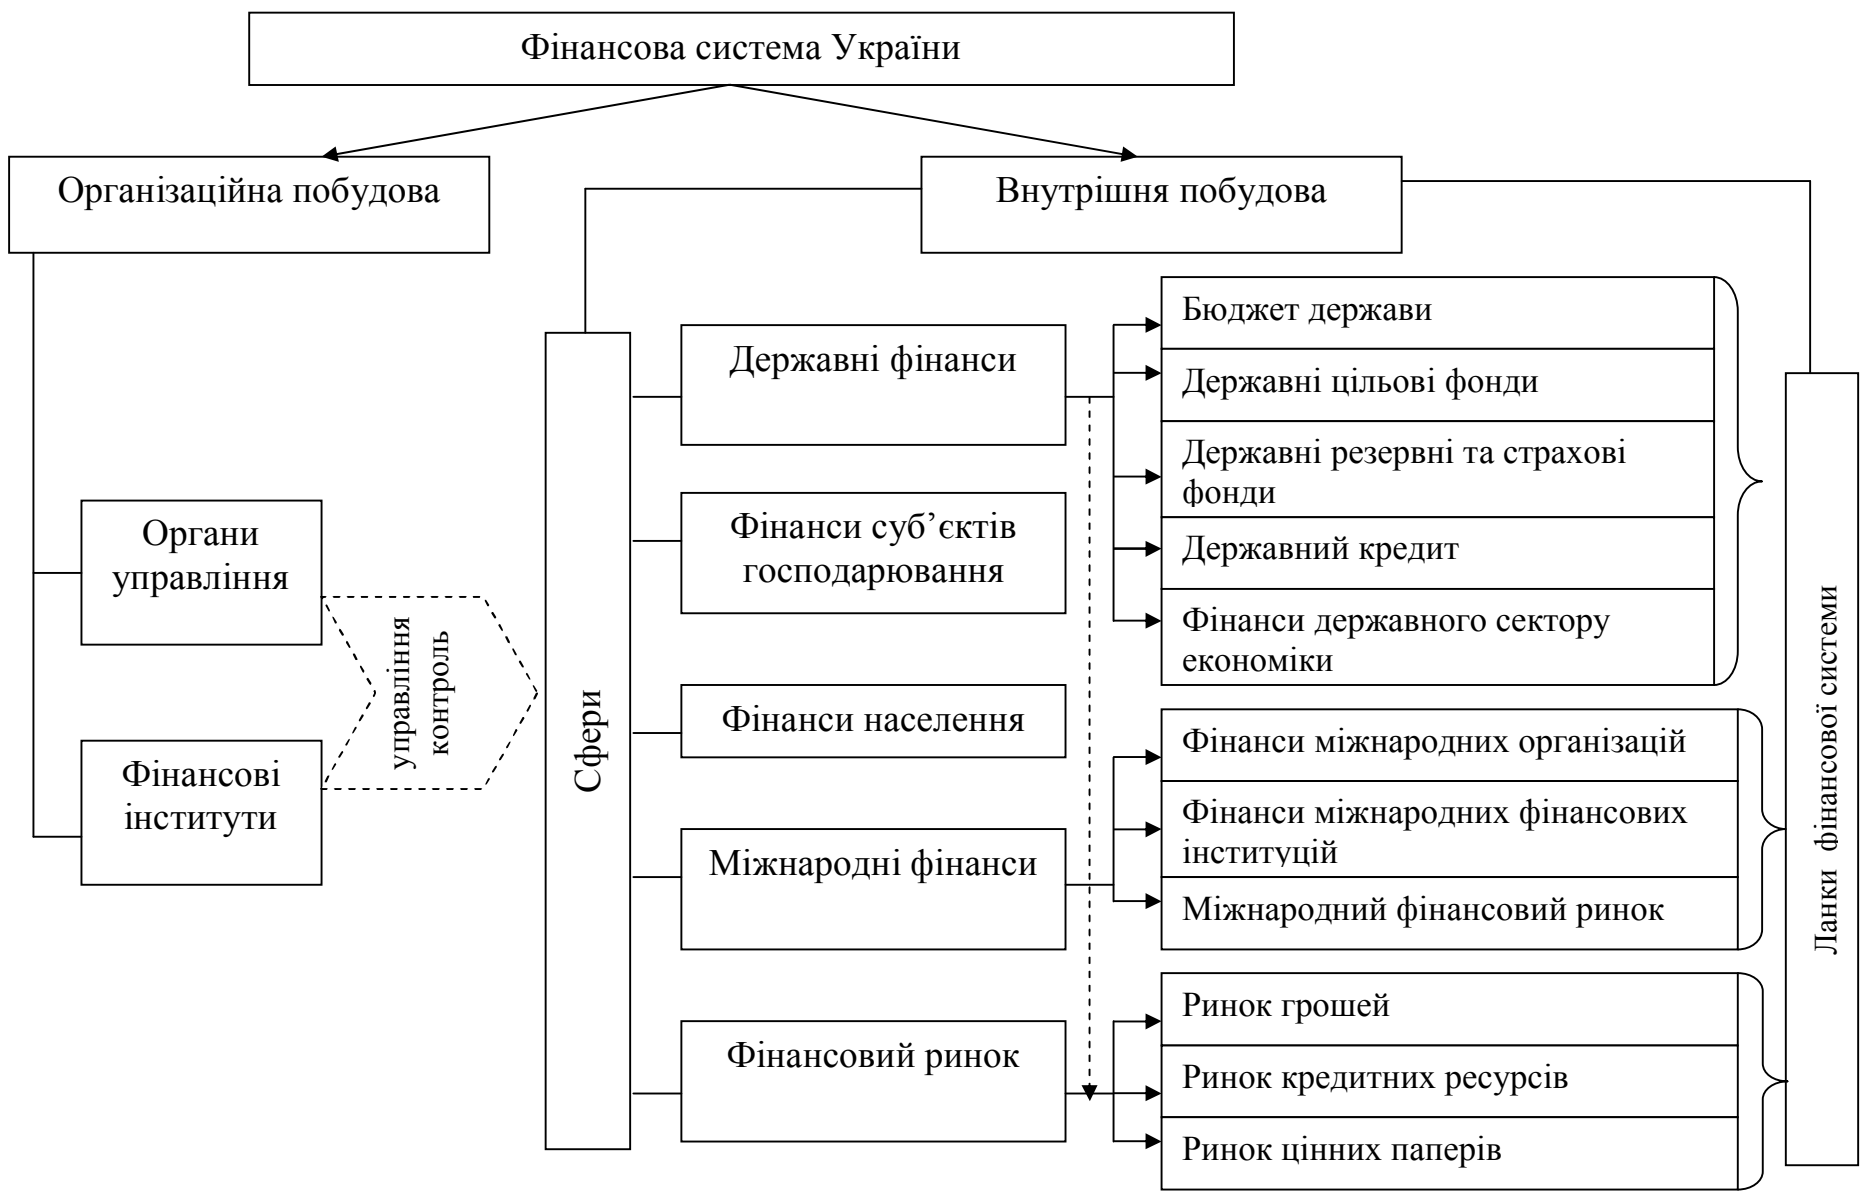 Фінансова система України
Організаційна побудова
Внутрішня побудова
Органи
управління
Фінансові
інститути
управління
контроль
Сфери
Державні фінанси
Фінанси суб’єктів
господарювання
Фінанси населення
Міжнародні фінанси
Фінансовий ринок
Бюджет держави
Державні цільові фонди
Державні резервні та страхові
фонди
Державний кредит
Фінанси державного сектору
економіки
Фінанси міжнародних організацій
Фінанси міжнародних фінансових
інституцій
Міжнародний фінансовий ринок
Ринок грошей
Ринок кредитних ресурсів
Ринок цінних паперів
Ланки фінансової системи